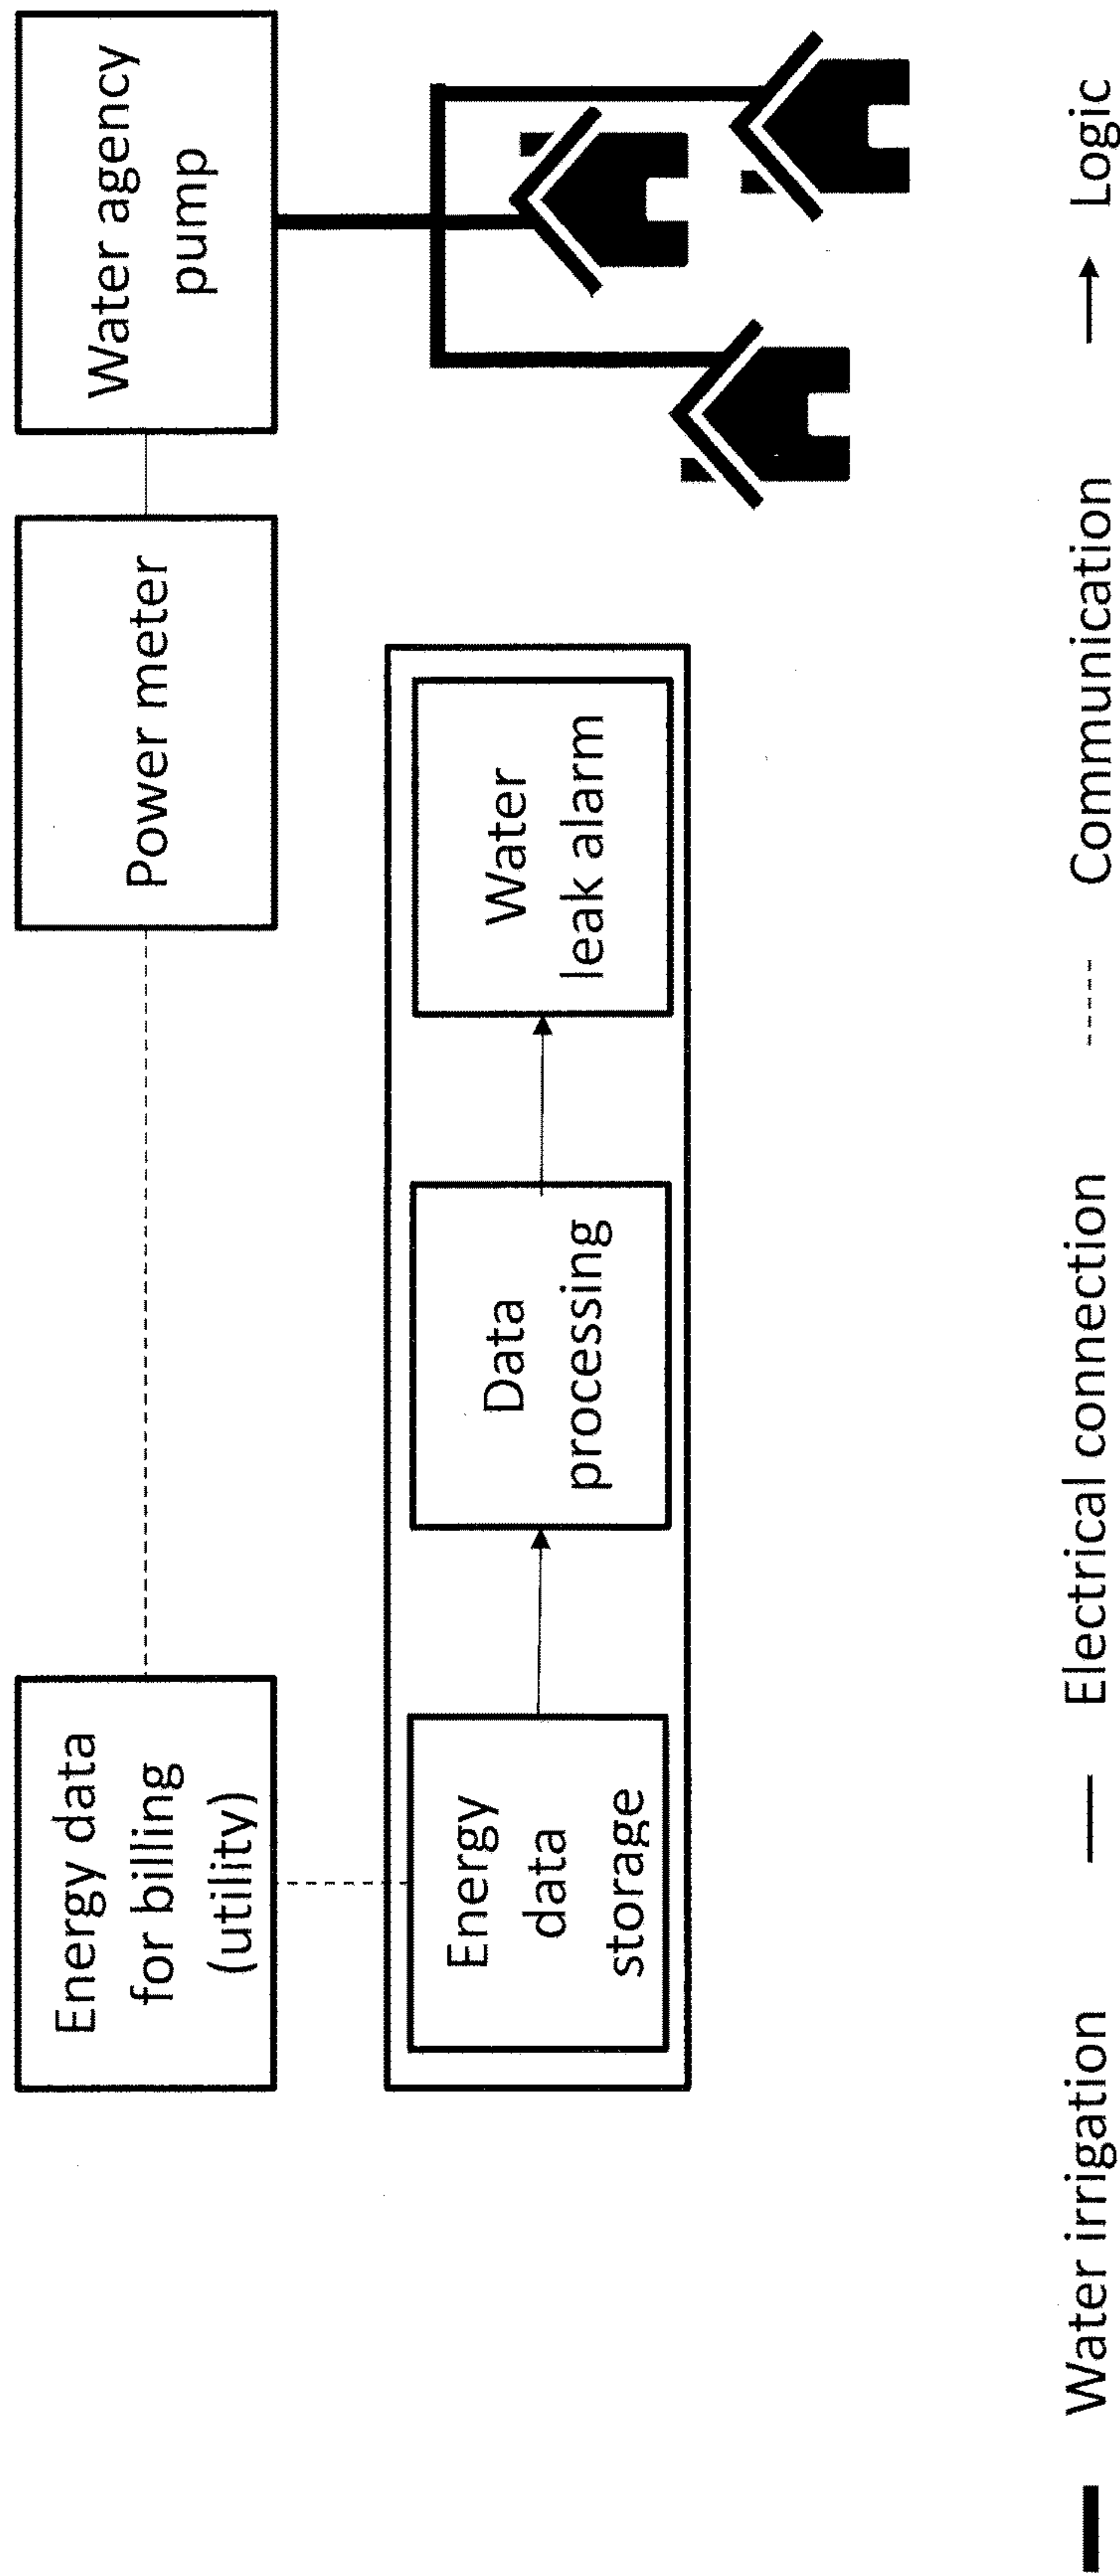 Energy data
for billing
(utility)
Power meter
Water agency
pump
Energy
data
storage
Data
processing
Water
leak alarm
Water irrigation
Electrical connection
Communication
Logic